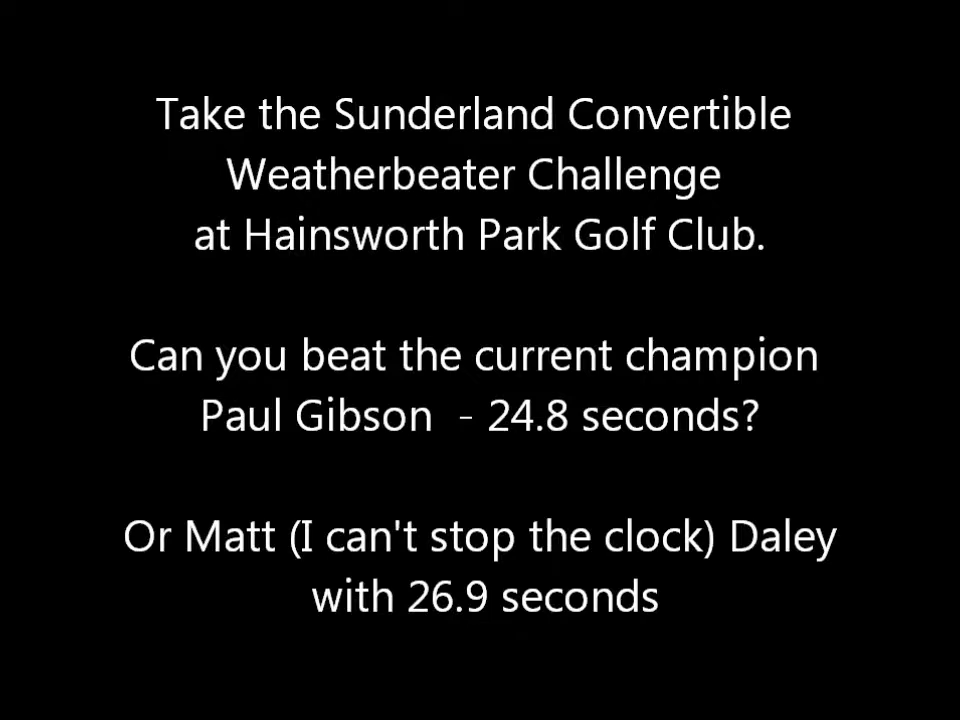 Take the Sunderland Convertible
Weatherbeater Challenge
at Hainsworth Park Golf Club.
Can you beat the current champion
Paul Gibson - 24.8 seconds?
Or Matt (I can't stop the clock) Daley
with 26.9 seconds